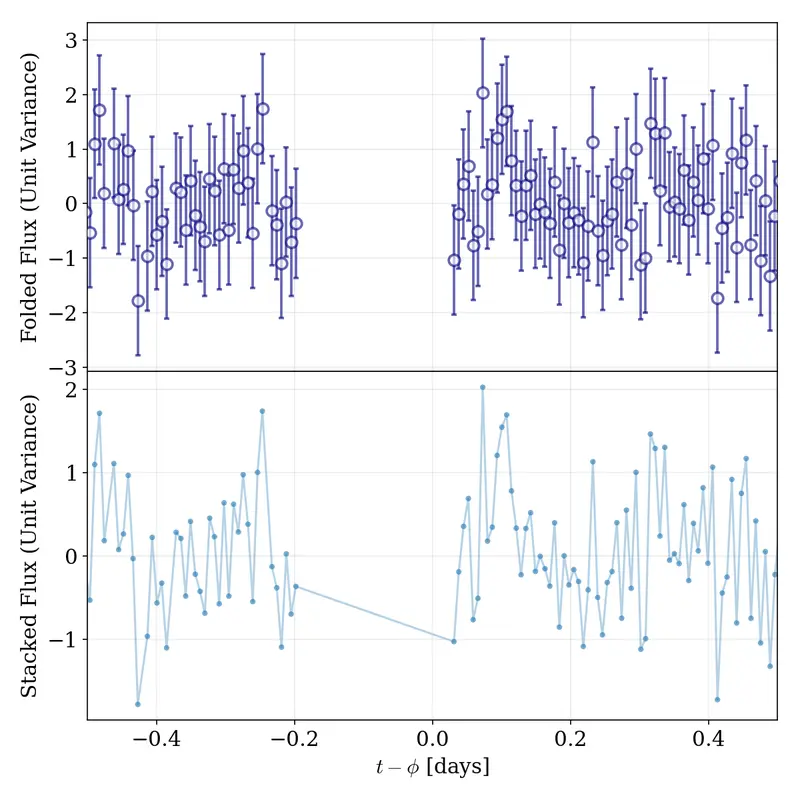 3
2
1
0
−1
−2
−3
Folded Flux (Unit Variance)
2
1
0
−1
Stacked Flux (Unit Variance)
−0.4 −0.2 0.0 0.2 0.4
t − ϕ [days]